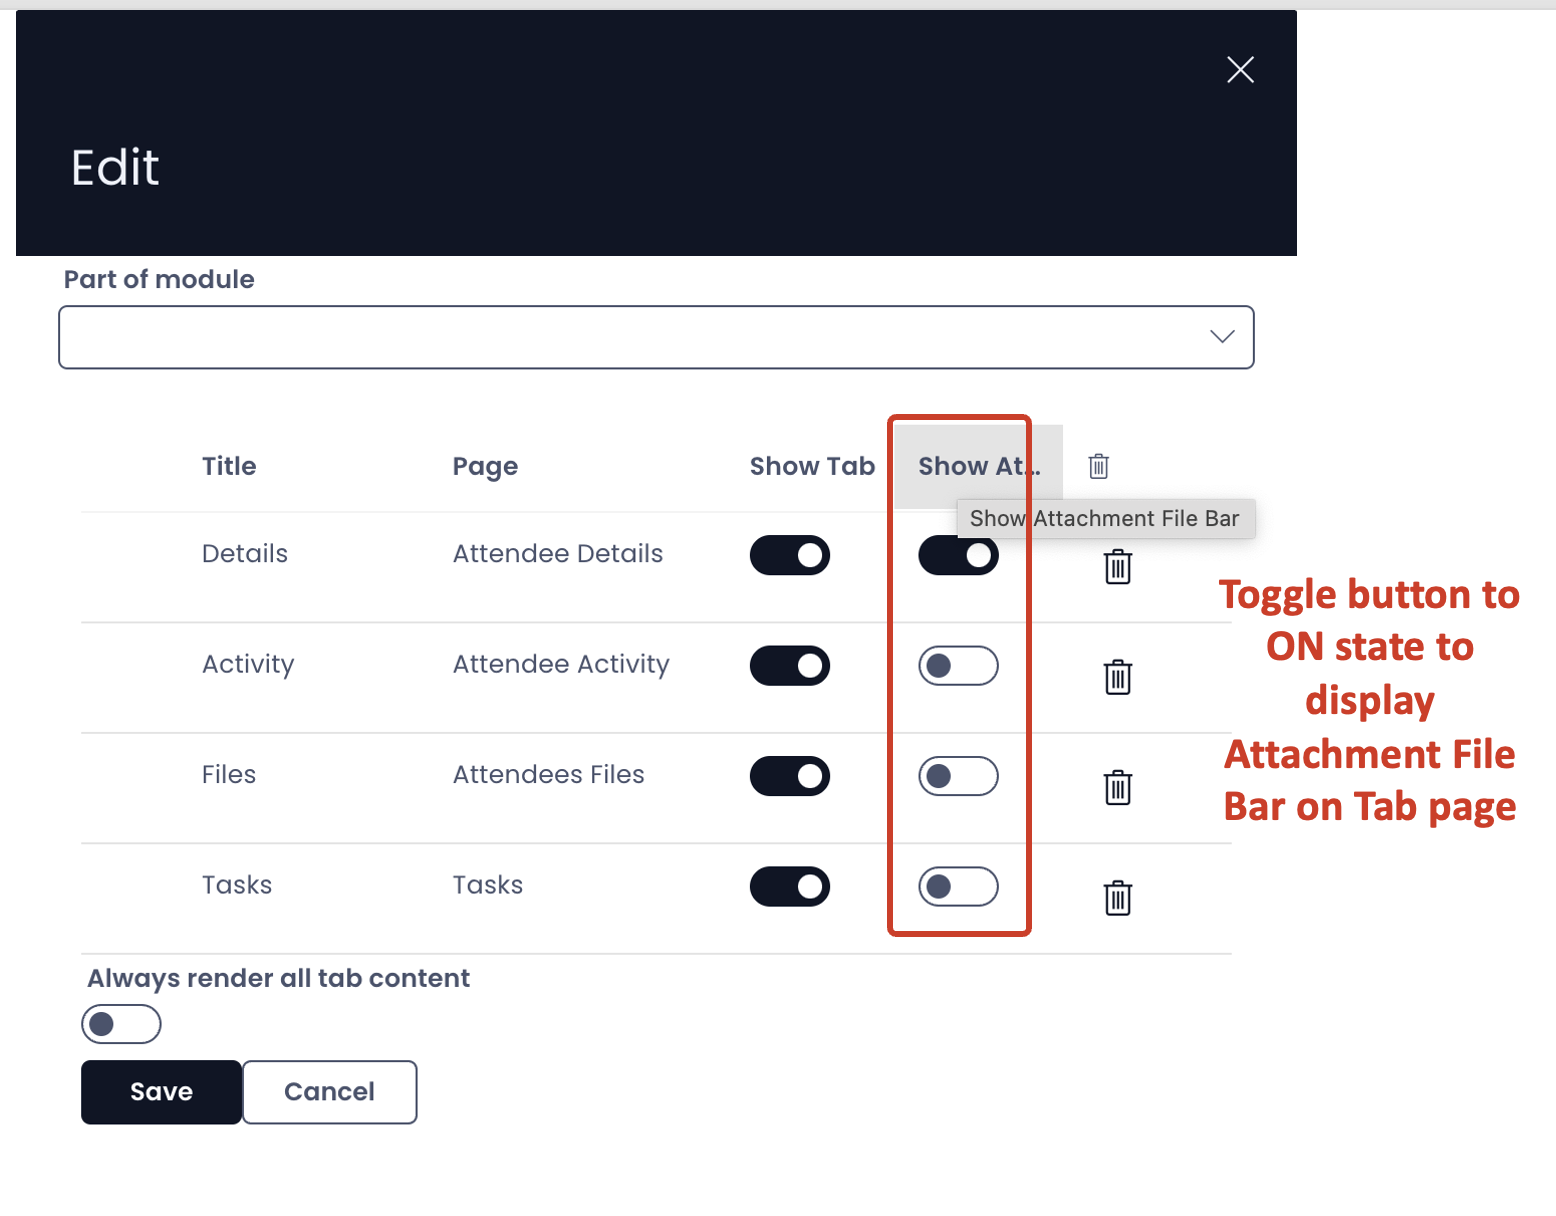 Edit
Part of module
Title Page Show Tab Show At...
Show Attachment File Bar
Details Attendee Details
Activity Attendee Activity
Files Attendees Files
Tasks Tasks
Toggle button to
ON state to
display
Attachment File
Bar on Tab page
Always render all tab content
Save Cancel